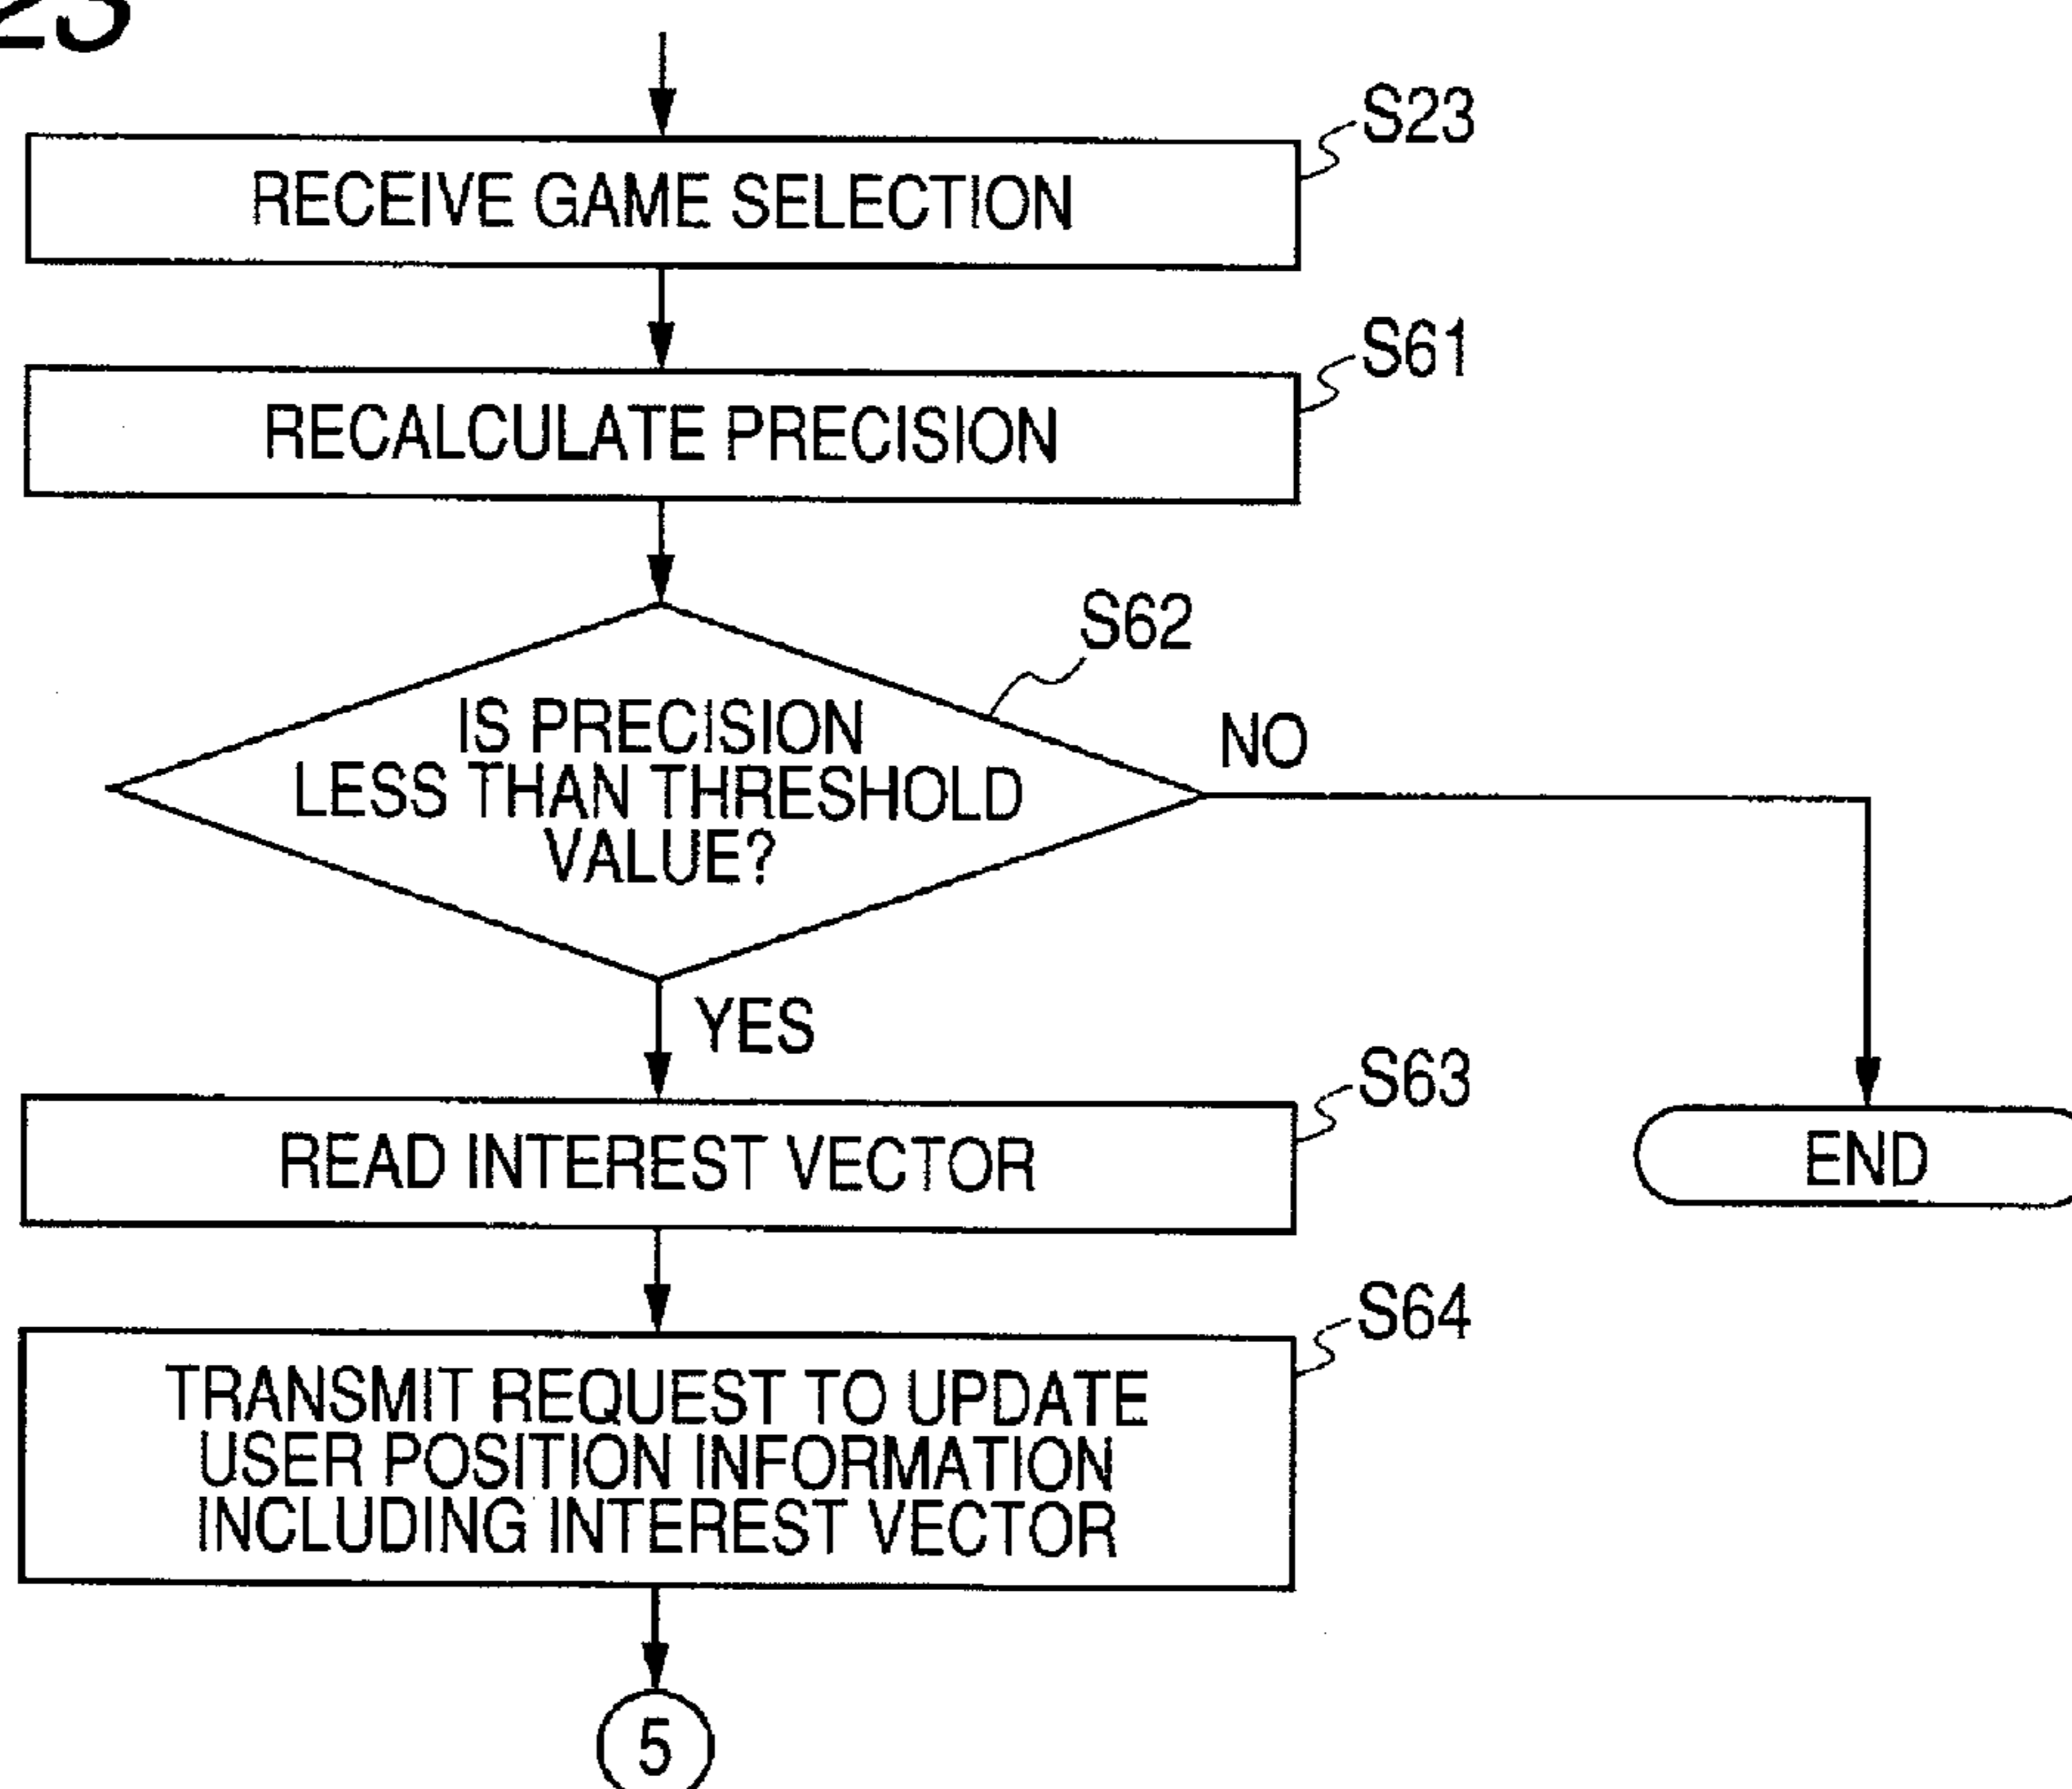 23
S23
RECEIVE GAME SELECTION
S61
RECALCULATE PRECISION
S62
IS PRECISION
LESS THAN THRESHOLD
VALUE?
NO
YES
S63
READ INTEREST VECTOR
END
S64
TRANSMIT REQUEST TO UPDATE
USER POSITION INFORMATION
INCLUDING INTEREST VECTOR
5